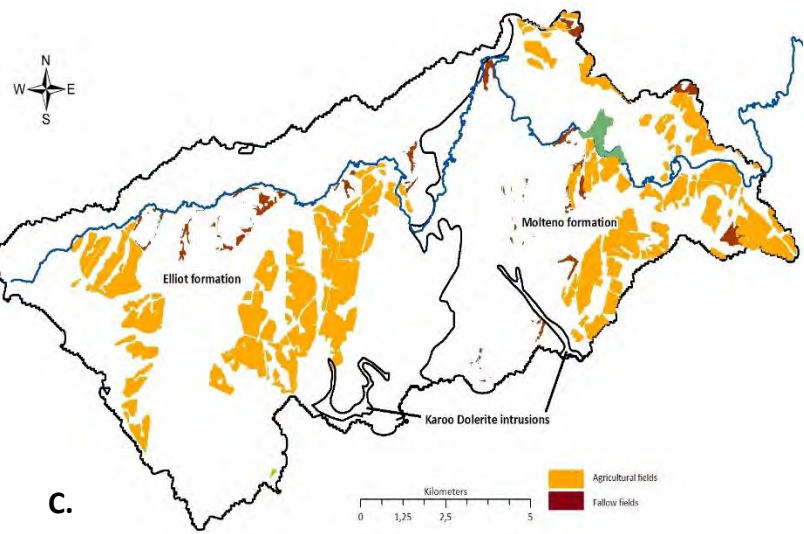 N
W E
S
Molteno formation
Elliot formation
Karoo Dolerite intrusions
C.
Kilometers
0 1,25 2,5 5
Agricultural fields
Fallow fields